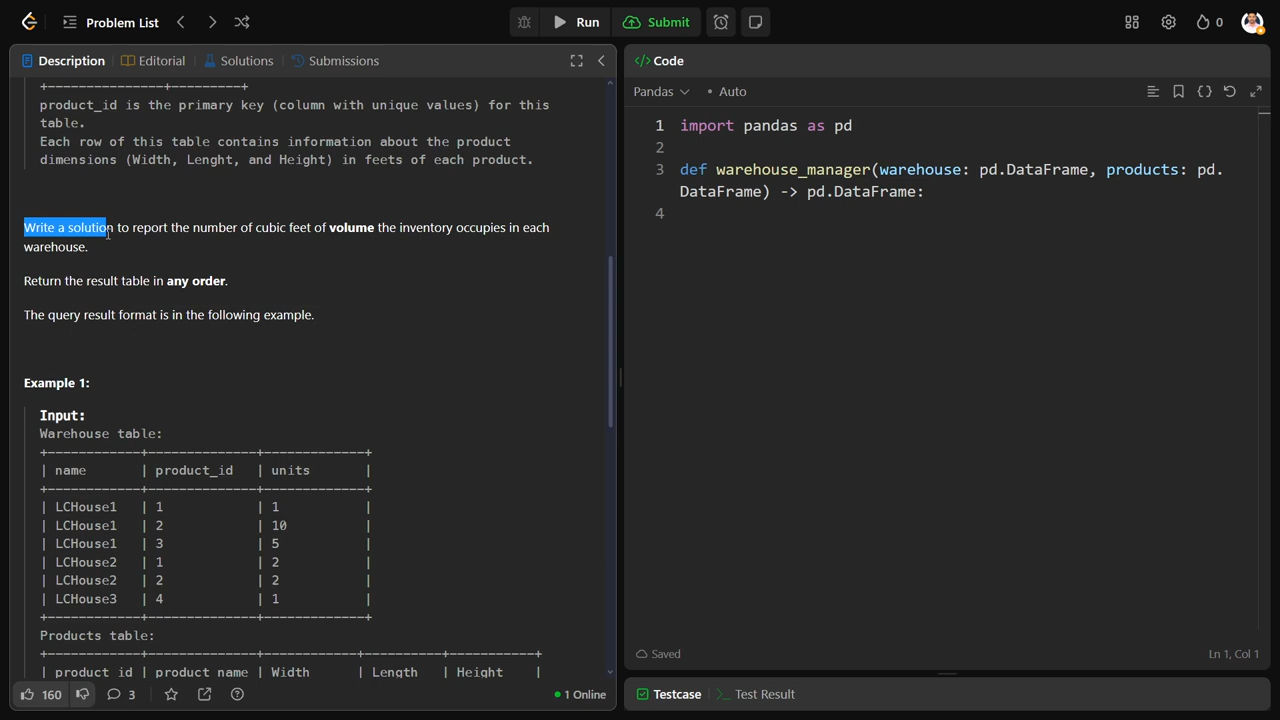 Problem List
Run
Submit
0
Description
Editorial
Solutions
Submissions
</> Code
Pandas
• Auto
+---------------+---------+
product_id is the primary key (column with unique values) for this
table.
Each row of this table contains information about the product
dimensions (Width, Lenght, and Height) in feets of each product.
Write a solution to report the number of cubic feet of volume the inventory occupies in each
warehouse.
Return the result table in any order.
The query result format is in the following example.
Example 1:
Input:
Warehouse table:
+------------+--------------+-------------+
| name | product_id | units |
+------------+--------------+-------------+
| LCHouse1 | 1 | 1 |
| LCHouse1 | 2 | 10 |
| LCHouse1 | 3 | 5 |
| LCHouse2 | 1 | 2 |
| LCHouse2 | 2 | 2 |
| LCHouse3 | 4 | 1 |
+------------+--------------+-------------+
Products table:
+------------+--------------+------------+----------+-----------+
| product_id | product_name | Width | Length | Height |
160
3
1 Online
1 import pandas as pd
2
3 def warehouse_manager(warehouse: pd.DataFrame, products: pd.
DataFrame) -> pd.DataFrame:
4
Saved
Ln 1, Col 1
Testcase
Test Result